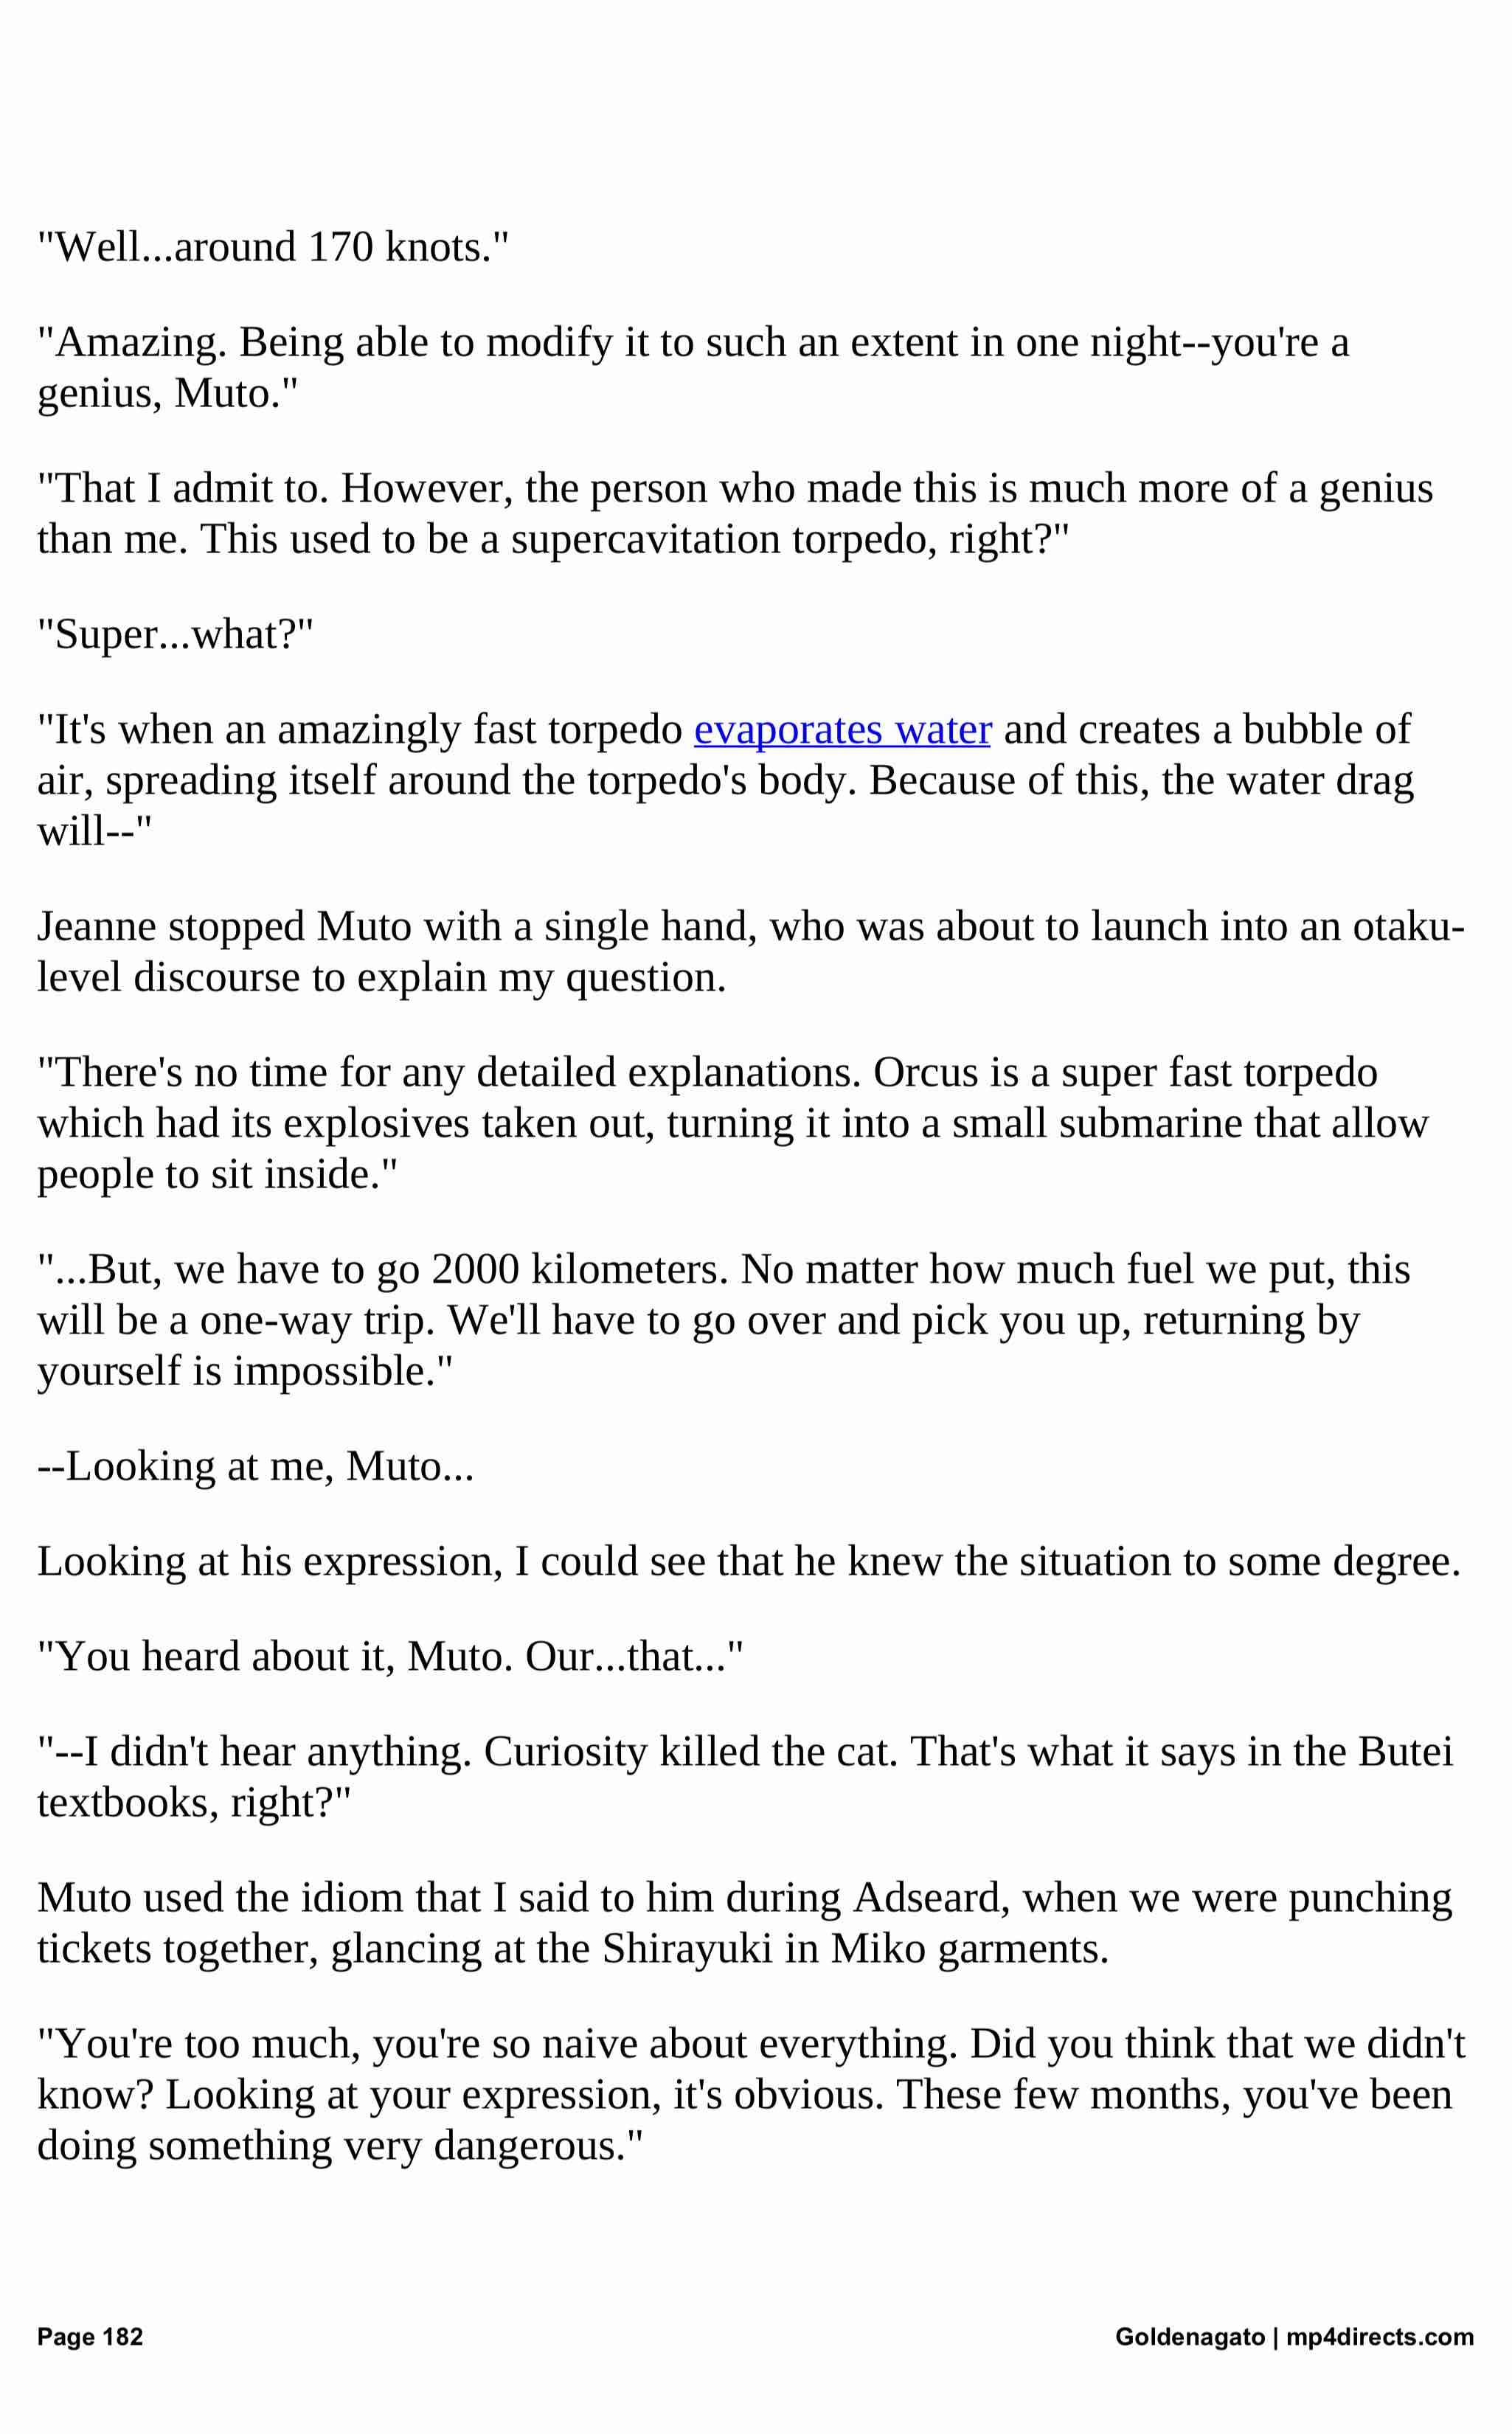 "Well...around 170 knots."
"Amazing. Being able to modify it to such an extent in one night--you're a
genius, Muto."
"That I admit to. However, the person who made this is much more of a genius
than me. This used to be a supercavitation torpedo, right?"
"Super...what?"
"It's when an amazingly fast torpedo evaporates water and creates a bubble of
air, spreading itself around the torpedo's body. Because of this, the water drag
will--"
Jeanne stopped Muto with a single hand, who was about to launch into an otaku-
level discourse to explain my question.
"There's no time for any detailed explanations. Orcus is a super fast torpedo
which had its explosives taken out, turning it into a small submarine that allow
people to sit inside."
"...But, we have to go 2000 kilometers. No matter how much fuel we put, this
will be a one-way trip. We'll have to go over and pick you up, returning by
yourself is impossible."
--Looking at me, Muto...
Looking at his expression, I could see that he knew the situation to some degree.
"You heard about it, Muto. Our...that..."
"--I didn't hear anything. Curiosity killed the cat. That's what it says in the Butei
textbooks, right?"
Muto used the idiom that I said to him during Adseard, when we were punching
tickets together, glancing at the Shirayuki in Miko garments.
"You're too much, you're so naive about everything. Did you think that we didn't
know? Looking at your expression, it's obvious. These few months, you've been
doing something very dangerous."
Page 182
Goldenagato | mp4directs.com